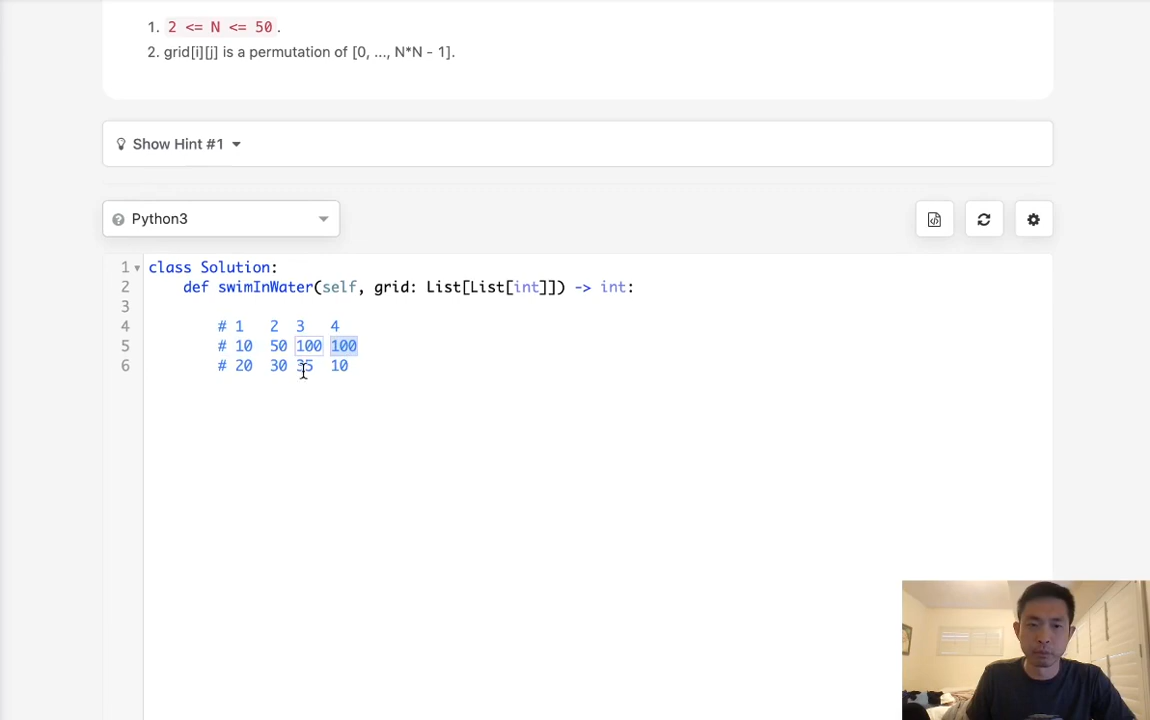 1. 2 <= N <= 50.
2. grid[i][j] is a permutation of [0, ..., N*N - 1].
Show Hint #1
Python3
1 class Solution:
2 def swimInWater(self, grid: List[List[int]]) -> int:
3
4 # 1 2 3 4
5 # 10 50 100 100
6 # 20 30 35 10